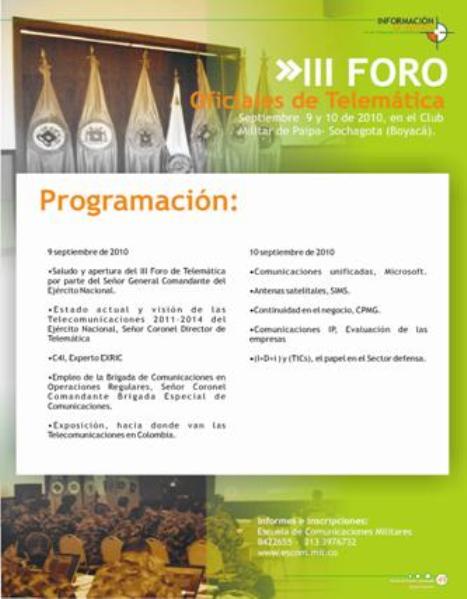 INFORMACIÓN
»III FORO
Oficiales de Telemática
Septiembre 9 y 10 de 2010, en el Club
Militar de Paipa- Sochagota (Boyacá).
Programación:
9 septiembre de 2010
•Saludo y apertura del III Foro de Telemática
por parte del Señor General Comandante del
Ejército Nacional.
•Estado actual y visión de las
Telecomunicaciones 2011-2014 del
Ejército Nacional, Señor Coronel Director de
Telemática
•C4I, Experto EXRIC
•Empleo de la Brigada de Comunicaciones en
Operaciones Regulares, Señor Coronel
Comandante Brigada Especial de
Comunicaciones.
•Exposición, hacia donde van las
Telecomunicaciones en Colombia.
10 septiembre de 2010
•Comunicaciones unificadas, Microsoft.
•Antenas satelitales, SIMS.
•Continuidad en el negocio, CPMG.
•Comunicaciones IP, Evaluación de las
empresas
•(I+D+i) y (TICs), el papel en el Sector defensa.
Informes e inscripciones:
Escuela de Comunicaciones Militares
8422655 - 313 3976732
www.escom.mil.co